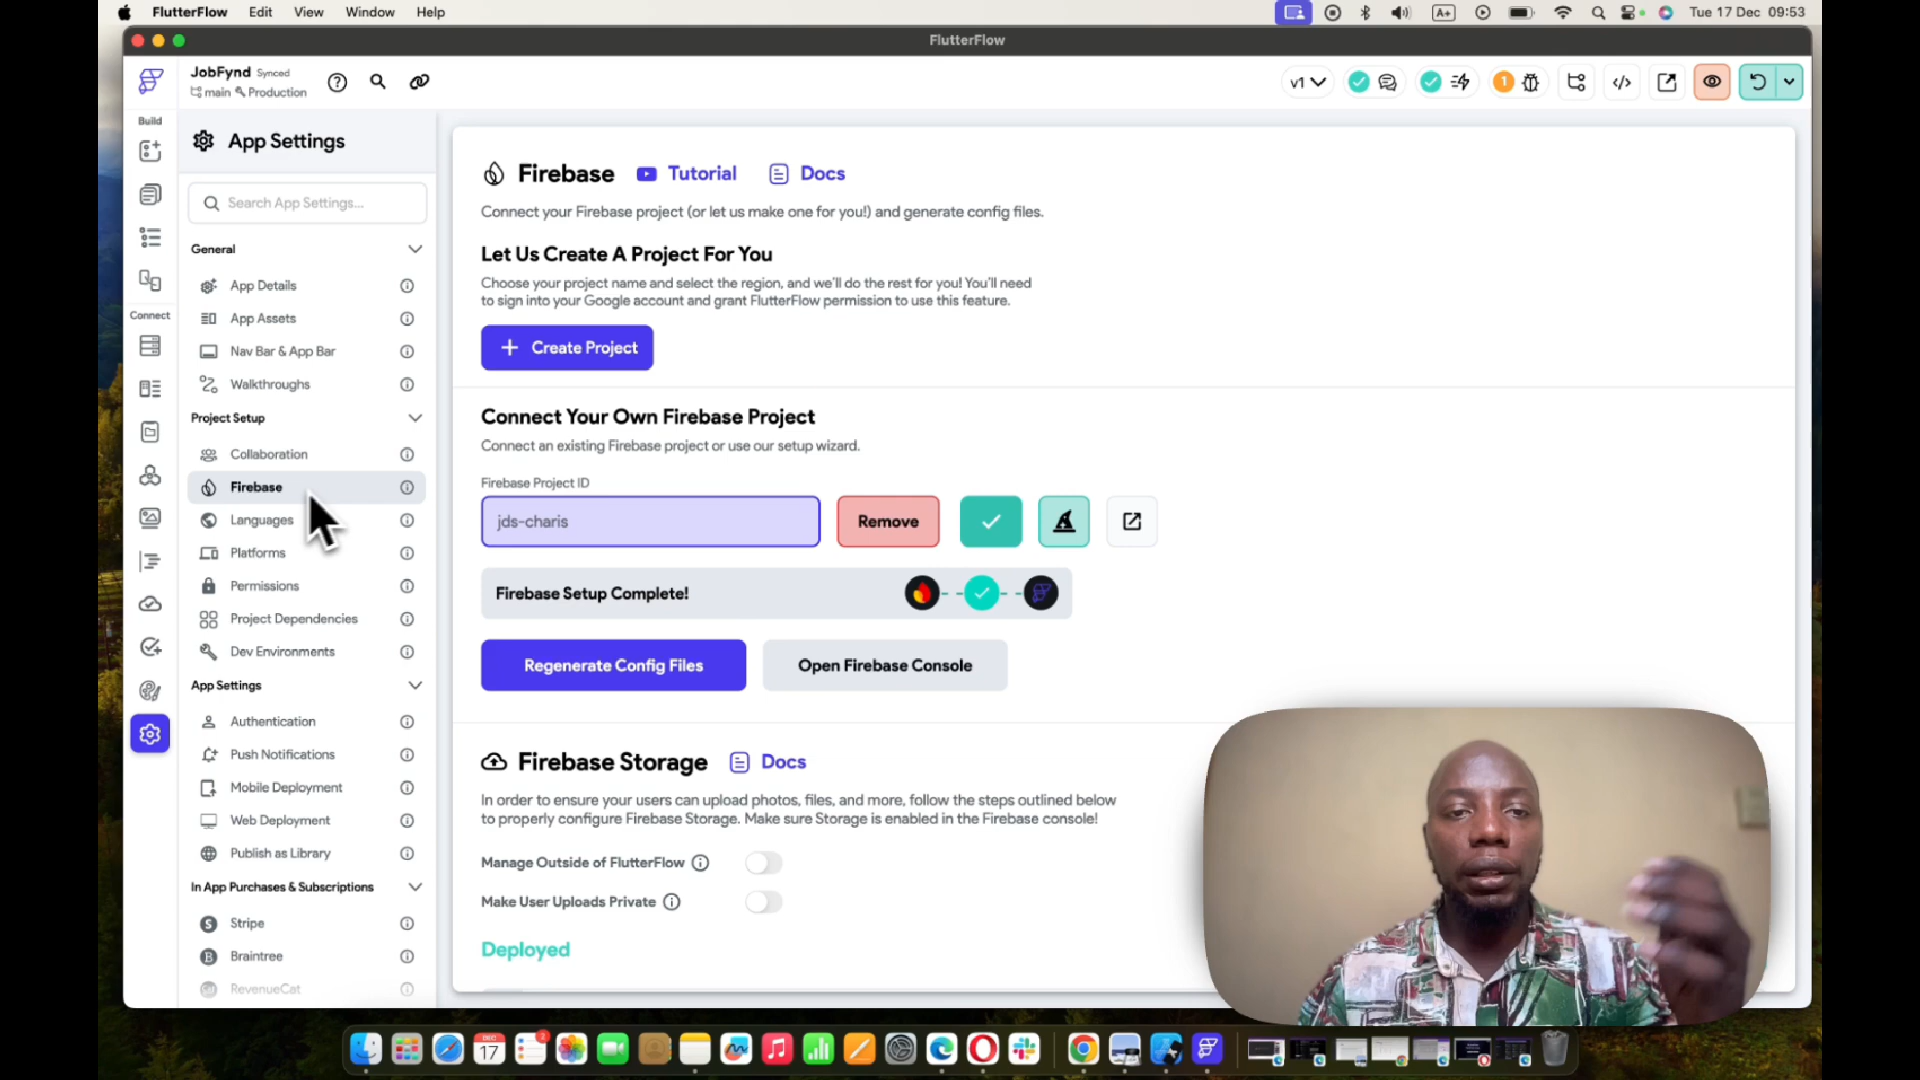 FlutterFlow Edit View Window Help Tue 17 Dec 09:53
FlutterFlow
JobFynd Synced
main Production
v1
1
Build
Connect
App Settings
Search App Settings...
General
App Details
App Assets
Nav Bar & App Bar
Walkthroughs
Project Setup
Collaboration
Firebase
Languages
Platforms
Permissions
Project Dependencies
Dev Environments
App Settings
Authentication
Push Notifications
Mobile Deployment
Web Deployment
Publish as Library
In App Purchases & Subscriptions
Stripe
Braintree
RevenueCat
Firebase Tutorial Docs
Connect your Firebase project (or let us make one for you!) and generate config files.
Let Us Create A Project For You
Choose your project name and select the region, and we'll do the rest for you! You'll need
to sign into your Google account and grant FlutterFlow permission to use this feature.
+ Create Project
Connect Your Own Firebase Project
Connect an existing Firebase project or use our setup wizard.
Firebase Project ID
jds-charis
Remove
Firebase Setup Complete!
Regenerate Config Files
Open Firebase Console
Firebase Storage Docs
In order to ensure your users can upload photos, files, and more, follow the steps outlined below
to properly configure Firebase Storage. Make sure Storage is enabled in the Firebase console!
Manage Outside of FlutterFlow
Make User Uploads Private
Deployed
DEC
17
2